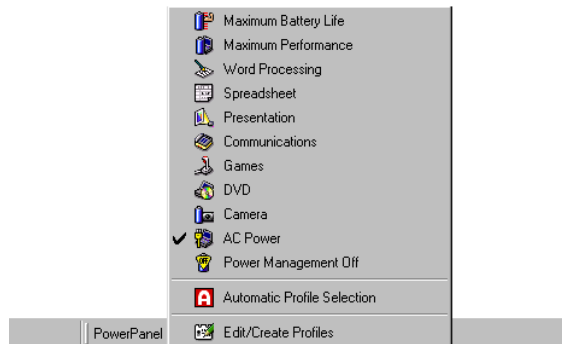 Maximum Battery Life
Maximum Performance
Word Processing
Spreadsheet
Presentation
Communications
Games
DVD
Camera
AC Power
Power Management Off
Automatic Profile Selection
PowerPanel
Edit/Create Profiles